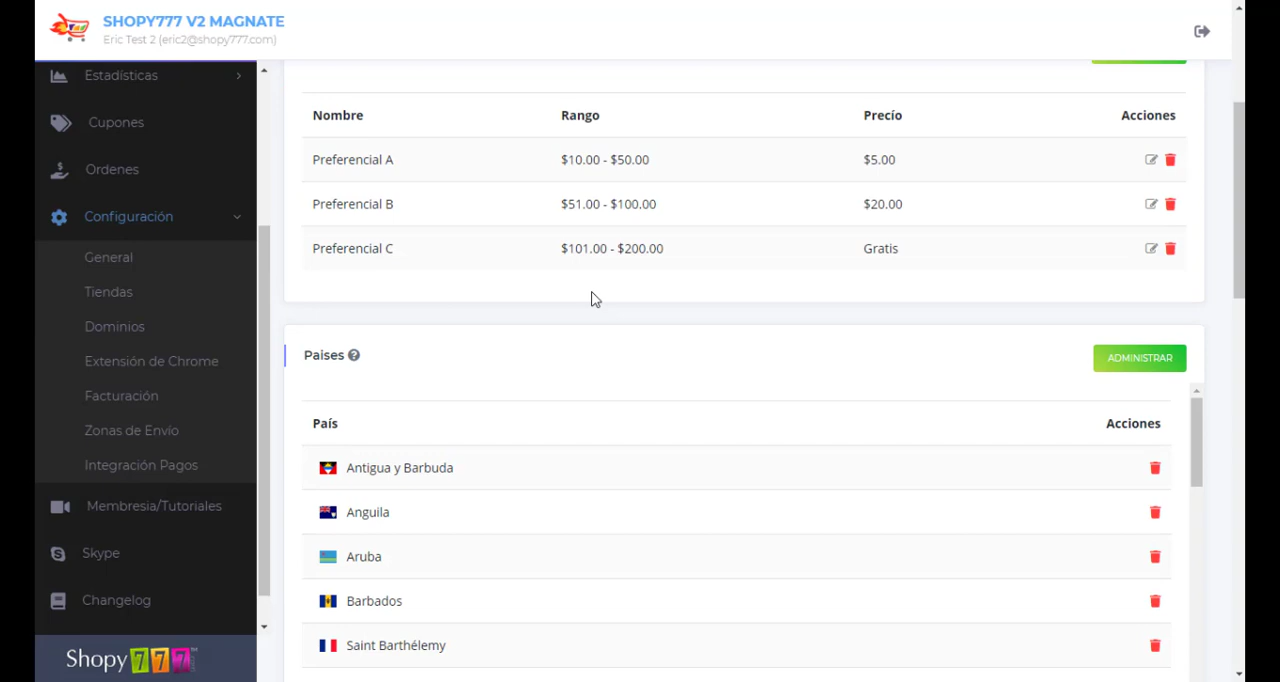 SHOPY777 V2 MAGNATE
Eric Test 2 (eric2@shopy777.com)
Estadísticas
Cupones
Ordenes
Configuración
General
Tiendas
Dominios
Extensión de Chrome
Facturación
Zonas de Envío
Integración Pagos
Membresia/Tutoriales
Skype
Changelog
Shopy 777
Nombre Rango Precío Acciones
Preferencial A $10.00 - $50.00 $5.00
Preferencial B $51.00 - $100.00 $20.00
Preferencial C $101.00 - $200.00 Gratis
Paises ADMINISTRAR
País Acciones
Antigua y Barbuda
Anguila
Aruba
Barbados
Saint Barthélemy